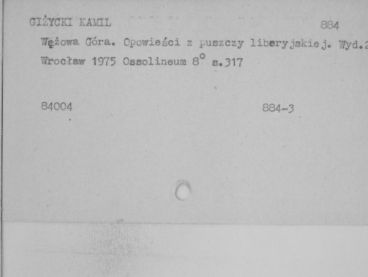 GIŻYCKI KAMIL 884
Wężowa Góra. Opowieści z puszczy liberyjskiej. Wyd.2
Wrocław 1975 Ossolineum 8° s.317
84004 884-3